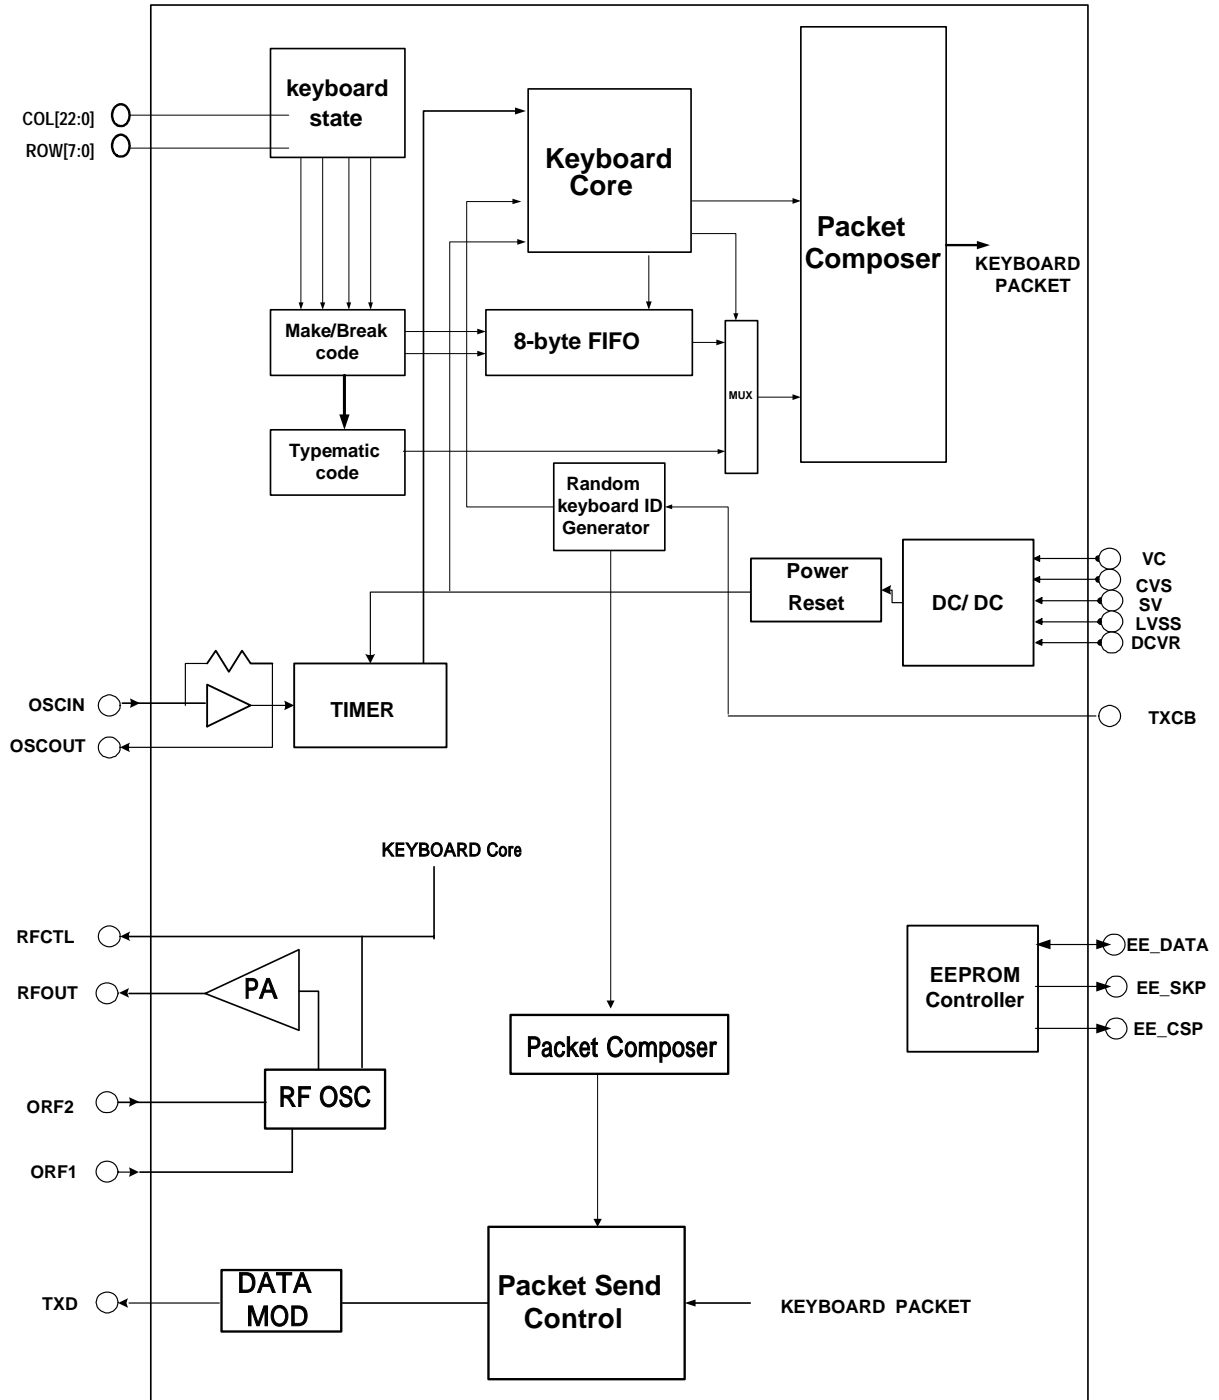 keyboard
state
COL[22:0]
ROW[7:0]
Keyboard
Core
Packet
Composer
KEYBOARD
PACKET
Make/Break
code
8-byte FIFO
MUX
Typematic
code
Random
keyboard ID
Generator
Power
Reset
DC/ DC
VC
CVS
SV
LVSS
DCVR
OSCIN
OSCOUT
TIMER
TXCB
KEYBOARD Core
RFCTL
RFOUT
PA
EEPROM
Controller
EE_DATA
EE_SKP
EE_CSP
Packet Composer
RF OSC
ORF2
ORF1
DATA
MOD
TXD
Packet Send
Control
KEYBOARD PACKET